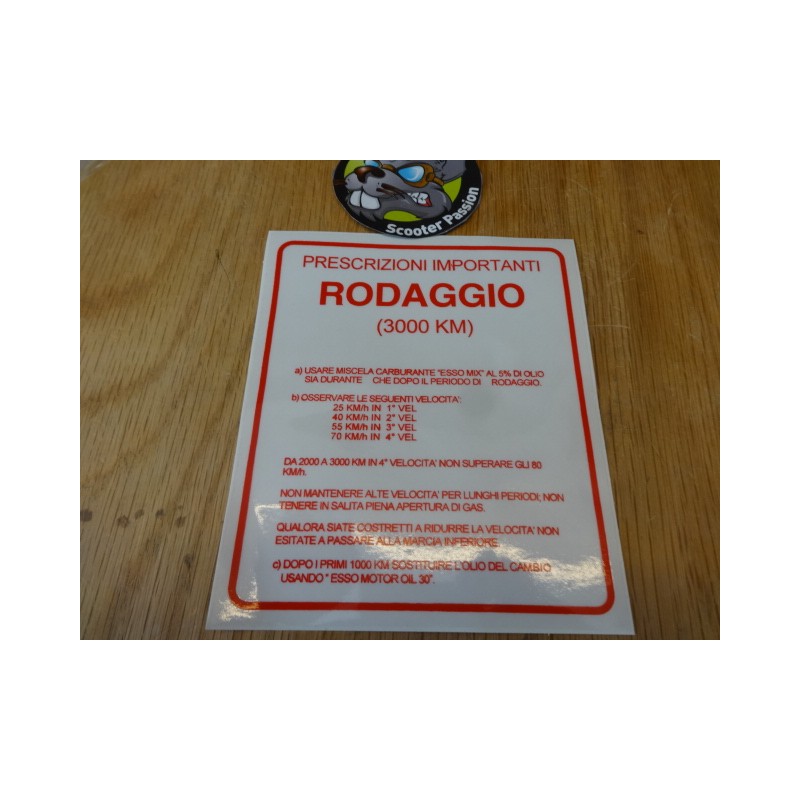 Scooter Passion
PRESCRIZIONI IMPORTANTI
RODAGGIO
(3000 KM)
a) USARE MISCELA CARBURANTE "ESSO MIX" AL 5% DI OLIO
SIA DURANTE CHE DOPO IL PERIODO DI RODAGGIO.
b) OSSERVARE LE SEGUENTI VELOCITA':
25 KM/h IN 1° VEL
40 KM/h IN 2° VEL
55 KM/h IN 3° VEL
70 KM/h IN 4° VEL
DA 2000 A 3000 KM IN 4° VELOCITA' NON SUPERARE GLI 80
KM/h.
NON MANTENERE ALTE VELOCITA' PER LUNGHI PERIODI; NON
TENERE IN SALITA PIENA APERTURA DI GAS.
QUALORA SIATE COSTRETTI A RIDURRE LA VELOCITA' NON
ESITATE A PASSARE ALLA MARCIA INFERIORE.
c) DOPO I PRIMI 1000 KM SOSTITUIRE L'OLIO DEL CAMBIO
USANDO " ESSO MOTOR OIL 30".